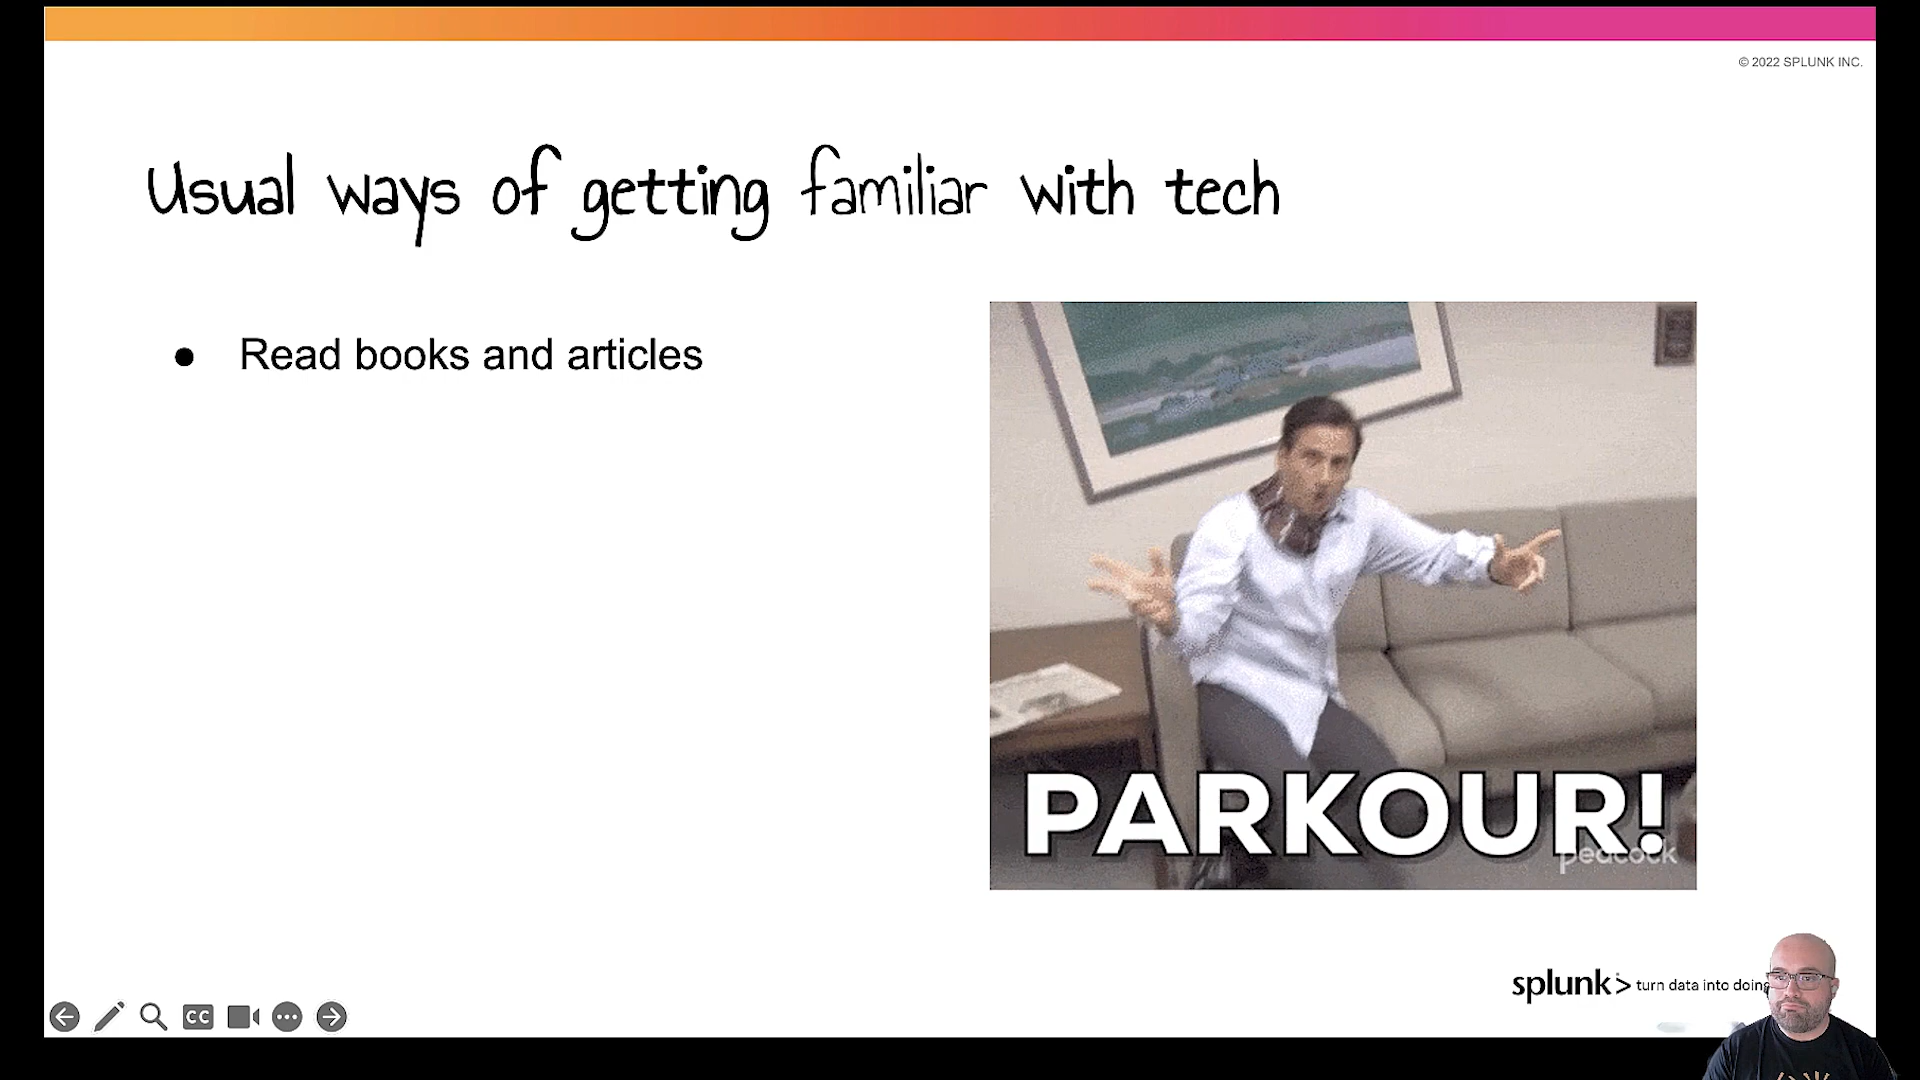 © 2022 SPLUNK INC.
Usual ways of getting familiar with tech
● Read books and articles
PARKOUR!
peacock
splunk> turn data into doing
CC